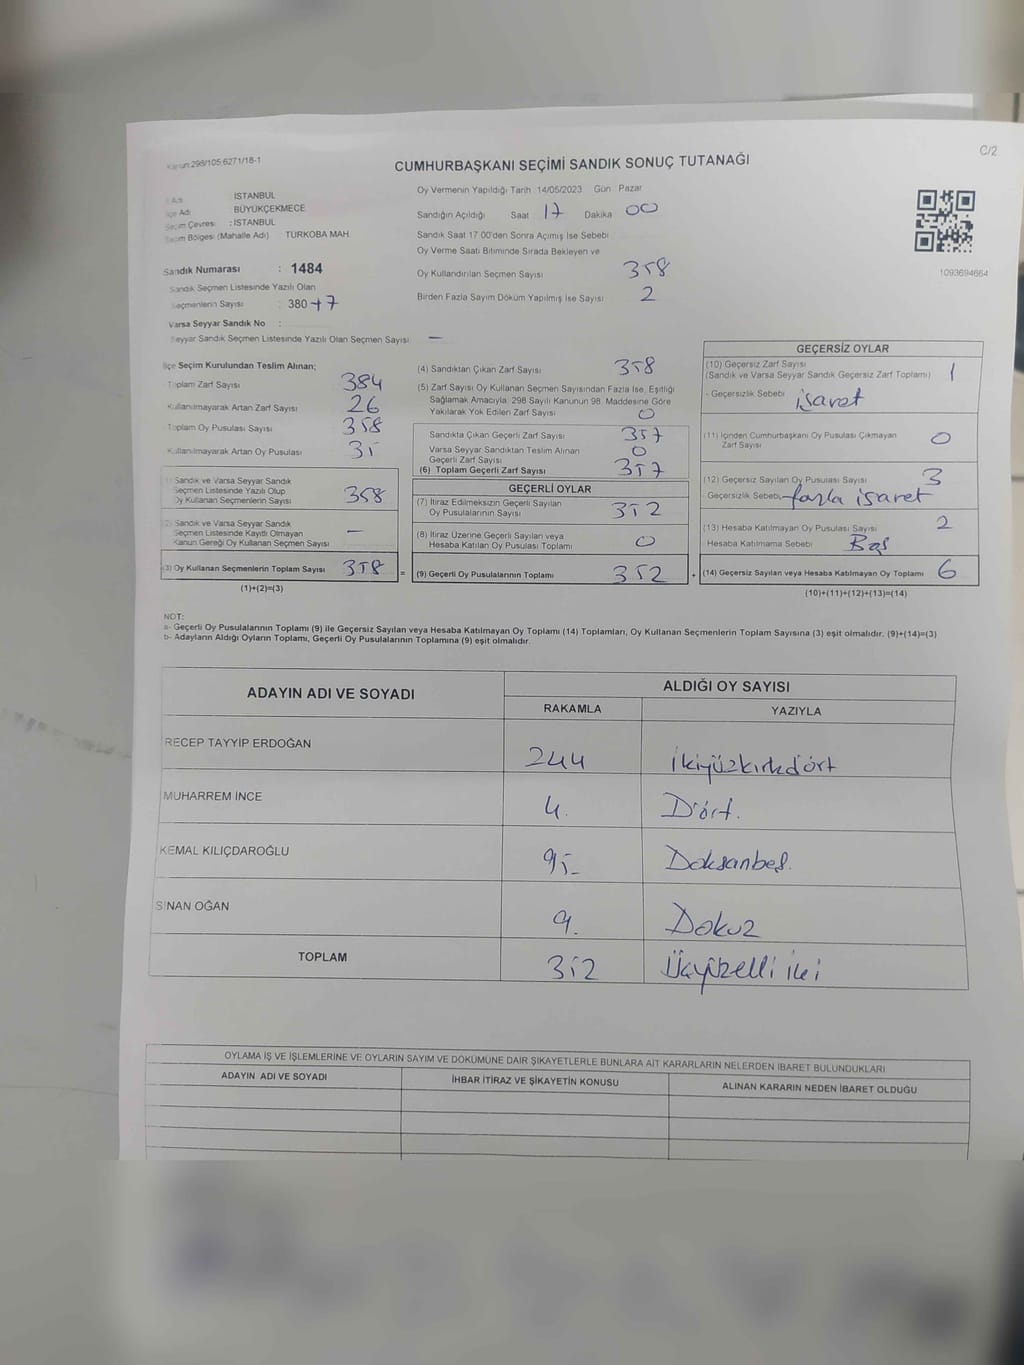 Kanun:298/105:6271/18-1
C/2
CUMHURBAŞKANI SEÇİMİ SANDIK SONUÇ TUTANAĞI
Adı İSTANBUL
İlçe Adı BÜYÜKÇEKMECE
Seçim Çevresi : İSTANBUL
Seçim Bölgesi (Mahalle Adı) TÜRKOBA MAH.
Oy Vermenin Yapıldığı Tarih : 14/05/2023 Gün Pazar
Sandığın Açıldığı Saat 17 Dakika 00
Sandık Saat 17.00'den Sonra Açımış İse Sebebi
Oy Verme Saati Bitiminde Sırada Bekleyen ve
Oy Kullandırılan Seçmen Sayısı 358
Birden Fazla Sayım Döküm Yapılmış İse Sayısı 2
1093694664
Sandık Numarası : 1484
Sandık Seçmen Listesinde Yazılı Olan
Seçmenlerin Sayısı 380+7
Varsa Seyyar Sandık No :
Seyyar Sandık Seçmen Listesinde Yazılı Olan Seçmen Sayısı —
İlçe Seçim Kurulundan Teslim Alınan;
Toplam Zarf Sayısı 384
Kullanılmayarak Artan Zarf Sayısı 26
Toplam Oy Pusulası Sayısı 358
Kullanılmayarak Artan Oy Pusulası
(1) Sandık ve Varsa Seyyar Sandık
Seçmen Listesinde Yazılı Olup
Oy Kullanan Seçmenlerin Sayısı 358
(2) Sandık ve Varsa Seyyar Sandık
Seçmen Listesinde Kayıtlı Olmayan
Kanun Gereği Oy Kullanan Seçmen Sayısı —
(3) Oy Kullanan Seçmenlerin Toplam Sayısı 358 =
(1)+(2)=(3)
(4) Sandıktan Çıkan Zarf Sayısı 358
(5) Zarf Sayısı Oy Kullanan Seçmen Sayısından Fazla İse, Eşitliği
Sağlamak Amacıyla; 298 Sayılı Kanunun 98. Maddesine Göre
Yakılarak Yok Edilen Zarf Sayısı 0
Sandıkta Çıkan Geçerli Zarf Sayısı 357
Varsa Seyyar Sandıktan Teslim Alınan
Geçerli Zarf Sayısı 0
(6) Toplam Geçerli Zarf Sayısı 357
GEÇERLİ OYLAR
(7) İtiraz Edilmeksizin Geçerli Sayılan
Oy Pusulalarının Sayısı 352
(8) İtiraz Üzerine Geçerli Sayılan veya
Hesaba Katılan Oy Pusulası Toplamı 0
(9) Geçerli Oy Pusulalarının Toplamı 352 +
GEÇERSİZ OYLAR
(10) Geçersiz Zarf Sayısı
(Sandık ve Varsa Seyyar Sandık Geçersiz Zarf Toplamı) 1
- Geçersizlik Sebebi işaret
(11) İçinden Cumhurbaşkanı Oy Pusulası Çıkmayan
Zarf Sayısı 0
(12) Geçersiz Sayılan Oy Pusulası Sayısı 3
- Geçersizlik Sebebi fazla işaret
(13) Hesaba Katılmayan Oy Pusulası Sayısı 2
Hesaba Katılmama Sebebi Boş
(14) Geçersiz Sayılan veya Hesaba Katılmayan Oy Toplamı 6
(10)+(11)+(12)+(13)=(14)
NOT:
a- Geçerli Oy Pusulalarının Toplamı (9) ile Geçersiz Sayılan veya Hesaba Katılmayan Oy Toplamı (14) Toplamları, Oy Kullanan Seçmenlerin Toplam Sayısına (3) eşit olmalıdır. (9)+(14)=(3)
b- Adayların Aldığı Oyların Toplamı, Geçerli Oy Pusulalarının Toplamına (9) eşit olmalıdır.
ADAYIN ADI VE SOYADI
ALDIĞI OY SAYISI
RAKAMLA YAZIYLA
RECEP TAYYİP ERDOĞAN 244 İkiyüzkırkdört
MUHARREM İNCE 4. Dört.
KEMAL KILIÇDAROĞLU 95- Doksanbeş.
SİNAN OĞAN 9. Dokuz
TOPLAM 352 Üçyüzelli iki
OYLAMA İŞ VE İŞLEMLERİNE VE OYLARIN SAYIM VE DÖKÜMÜNE DAİR ŞİKAYETLERLE BUNLARA AİT KARARLARIN NELERDEN İBARET BULUNDUKLARI
ADAYIN ADI VE SOYADI İHBAR İTİRAZ VE ŞİKAYETİN KONUSU ALINAN KARARIN NEDEN İBARET OLDUĞU